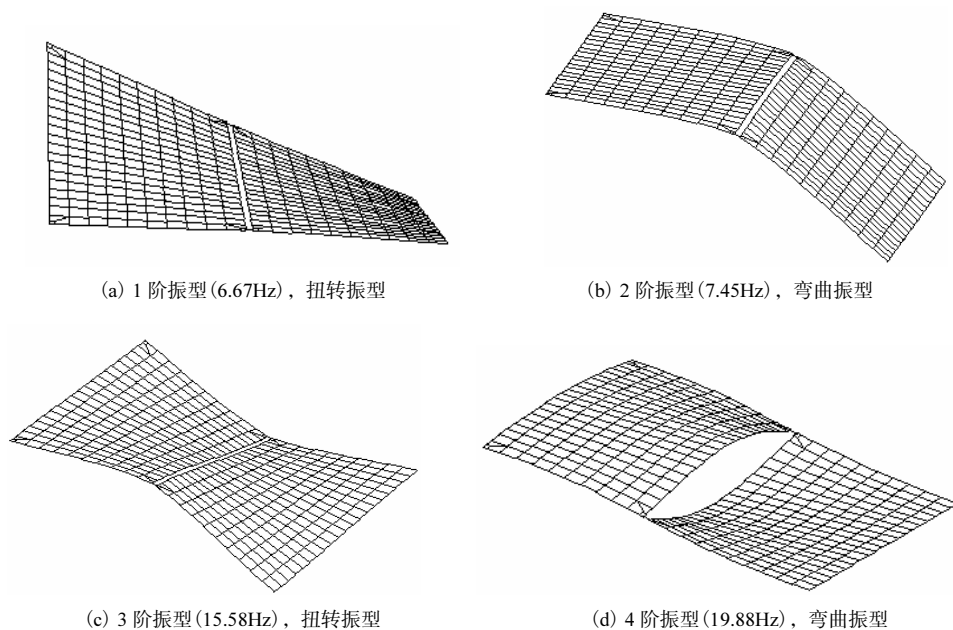 (a) 1 阶振型(6.67Hz)，扭转振型
(b) 2 阶振型(7.45Hz)，弯曲振型
(c) 3 阶振型(15.58Hz)，扭转振型
(d) 4 阶振型(19.88Hz)，弯曲振型